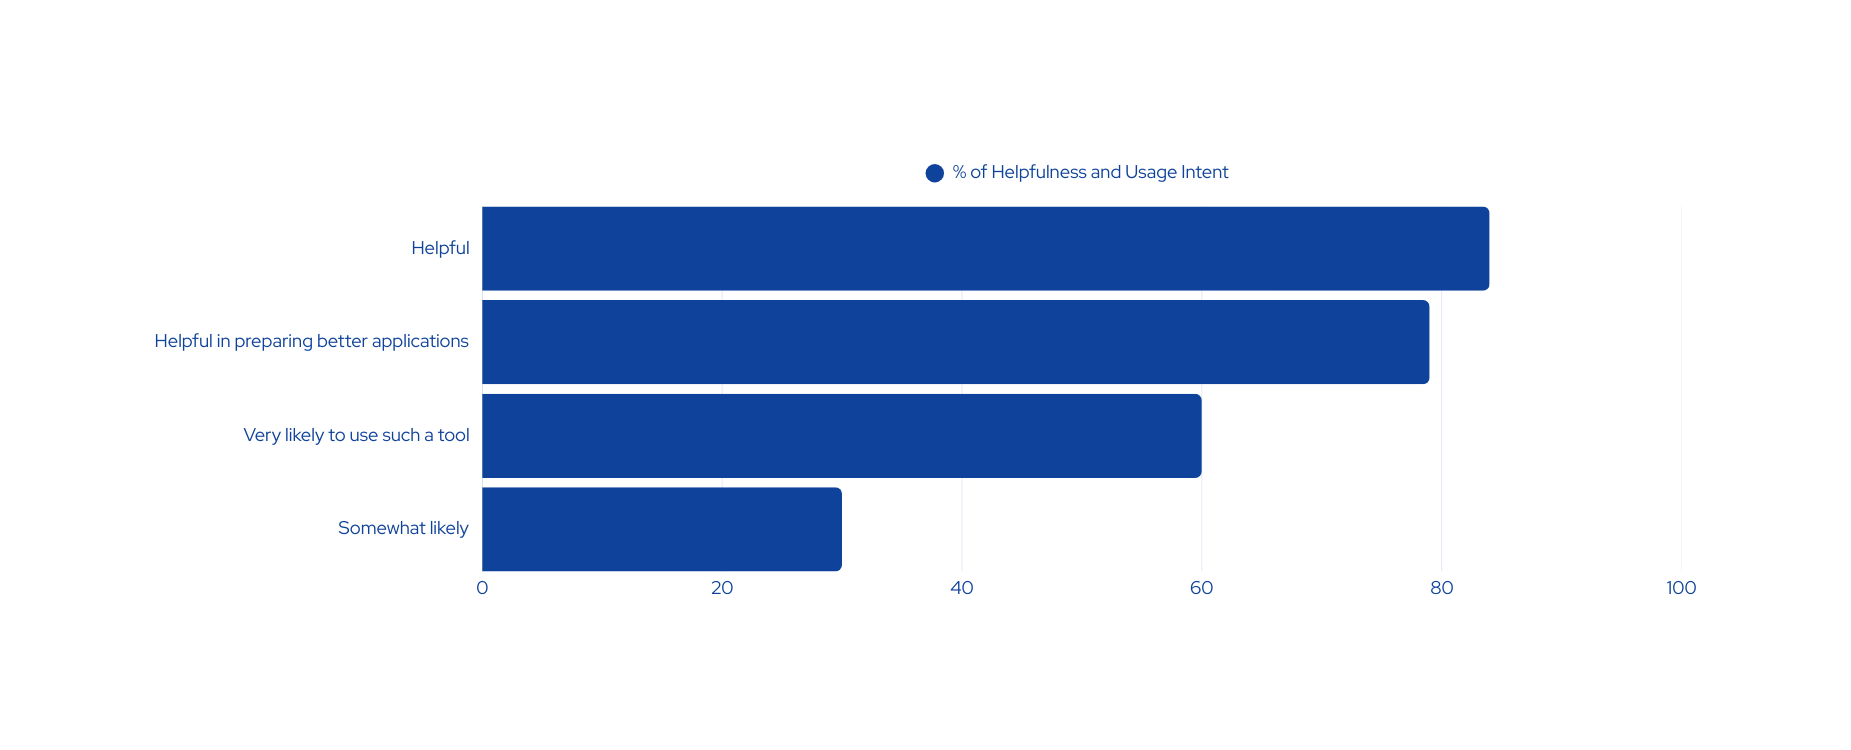 % of Helpfulness and Usage Intent
Helpful
Helpful in preparing better applications
Very likely to use such a tool
Somewhat likely
0 20 40 60 80 100